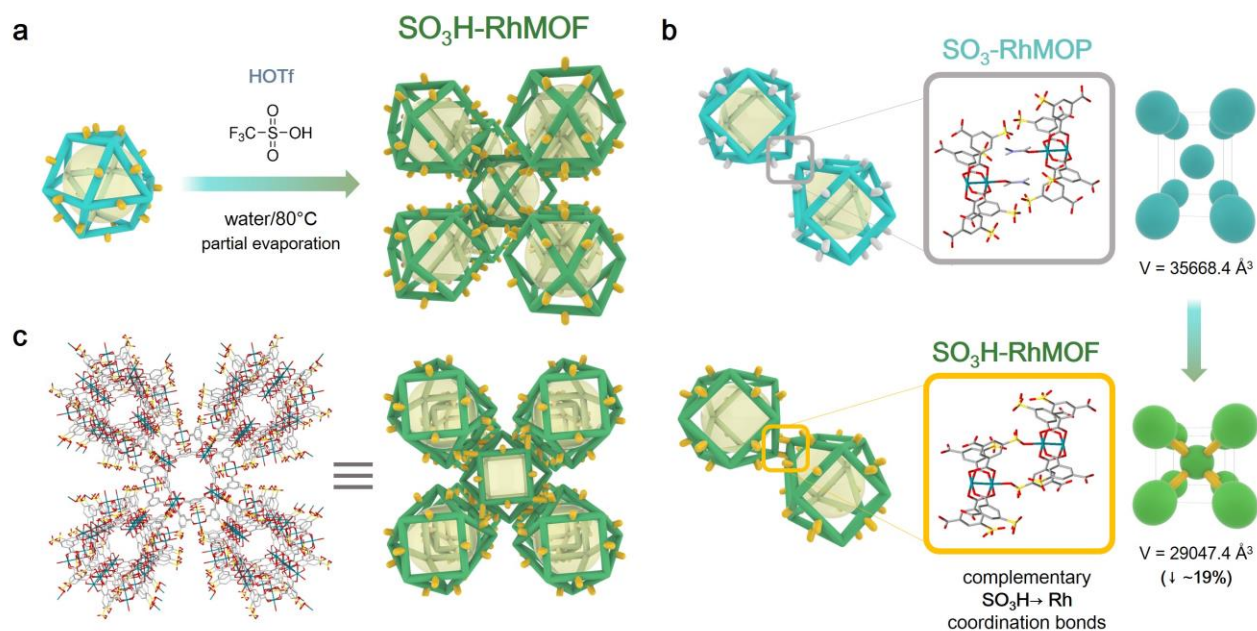 a
SO₃H-RhMOF
HOTf
F₃C
S
OH
O
O
water/80°C
partial evaporation
b
SO₃-RhMOP
V = 35668.4 Å³
SO₃H-RhMOF
V = 29047.4 Å³
(↓ ~19%)
complementary
SO₃H→ Rh
coordination bonds
c